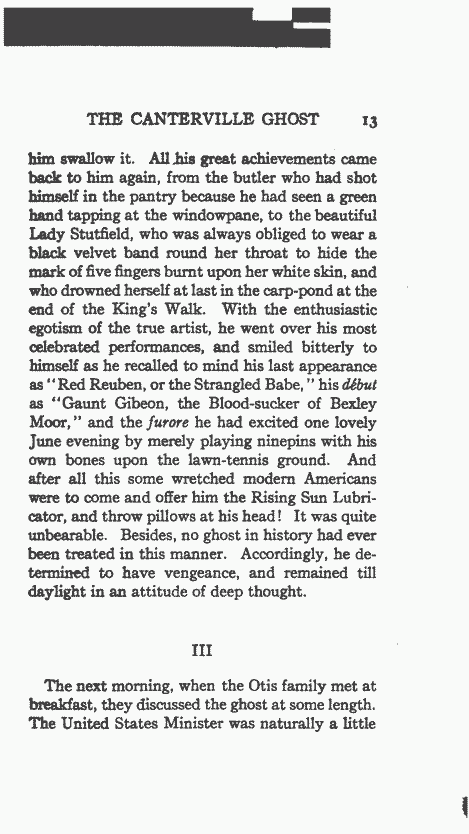 THE CANTERVILLE GHOST 13
him swallow it. All his great achievements came
back to him again, from the butler who had shot
himself in the pantry because he had seen a green
hand tapping at the windowpane, to the beautiful
Lady Stutfield, who was always obliged to wear a
black velvet band round her throat to hide the
mark of five fingers burnt upon her white skin, and
who drowned herself at last in the carp-pond at the
end of the King's Walk. With the enthusiastic
egotism of the true artist, he went over his most
celebrated performances, and smiled bitterly to
himself as he recalled to mind his last appearance
as "Red Reuben, or the Strangled Babe," his début
as "Gaunt Gibeon, the Blood-sucker of Bexley
Moor," and the furore he had excited one lovely
June evening by merely playing ninepins with his
own bones upon the lawn-tennis ground. And
after all this some wretched modern Americans
were to come and offer him the Rising Sun Lubri-
cator, and throw pillows at his head! It was quite
unbearable. Besides, no ghost in history had ever
been treated in this manner. Accordingly, he de-
termined to have vengeance, and remained till
daylight in an attitude of deep thought.
III
The next morning, when the Otis family met at
breakfast, they discussed the ghost at some length.
The United States Minister was naturally a little